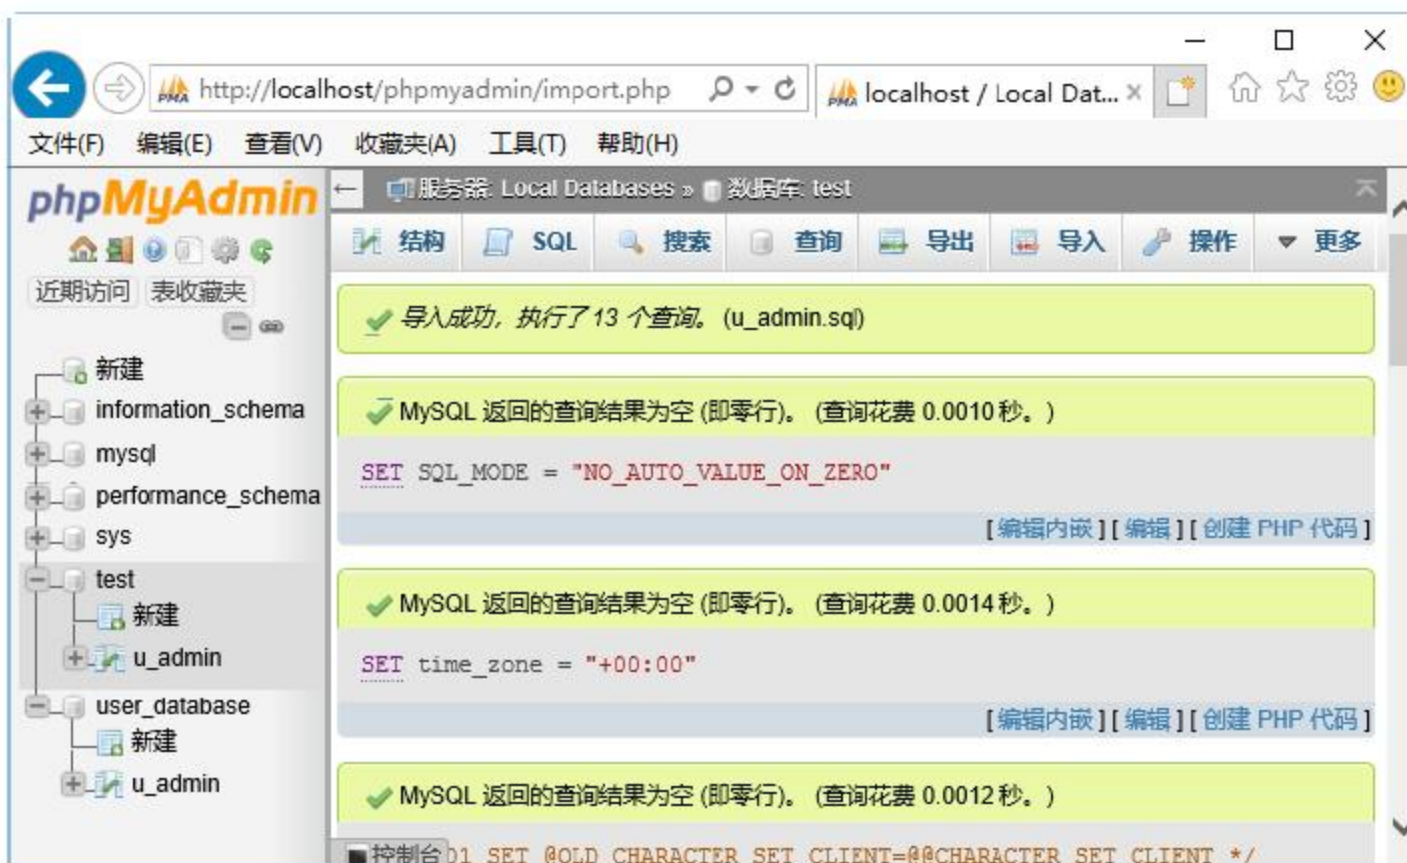 http://localhost/phpmyadmin/import.php
localhost / Local Dat...
文件(F) 编辑(E) 查看(V) 收藏夹(A) 工具(T) 帮助(H)
phpMyAdmin
近期访问 表收藏夹
新建
information_schema
mysql
performance_schema
sys
test
新建
u_admin
user_database
新建
u_admin
服务器: Local Databases » 数据库: test
结构 SQL 搜索 查询 导出 导入 操作 更多
导入成功，执行了 13 个查询。 (u_admin.sql)
MySQL 返回的查询结果为空 (即零行)。 (查询花费 0.0010 秒。)
SET SQL_MODE = "NO_AUTO_VALUE_ON_ZERO"
[ 编辑内嵌 ] [ 编辑 ] [ 创建 PHP 代码 ]
MySQL 返回的查询结果为空 (即零行)。 (查询花费 0.0014 秒。)
SET time_zone = "+00:00"
[ 编辑内嵌 ] [ 编辑 ] [ 创建 PHP 代码 ]
MySQL 返回的查询结果为空 (即零行)。 (查询花费 0.0012 秒。)
控制台 01 SET @OLD_CHARACTER_SET_CLIENT=@@CHARACTER_SET_CLIENT */